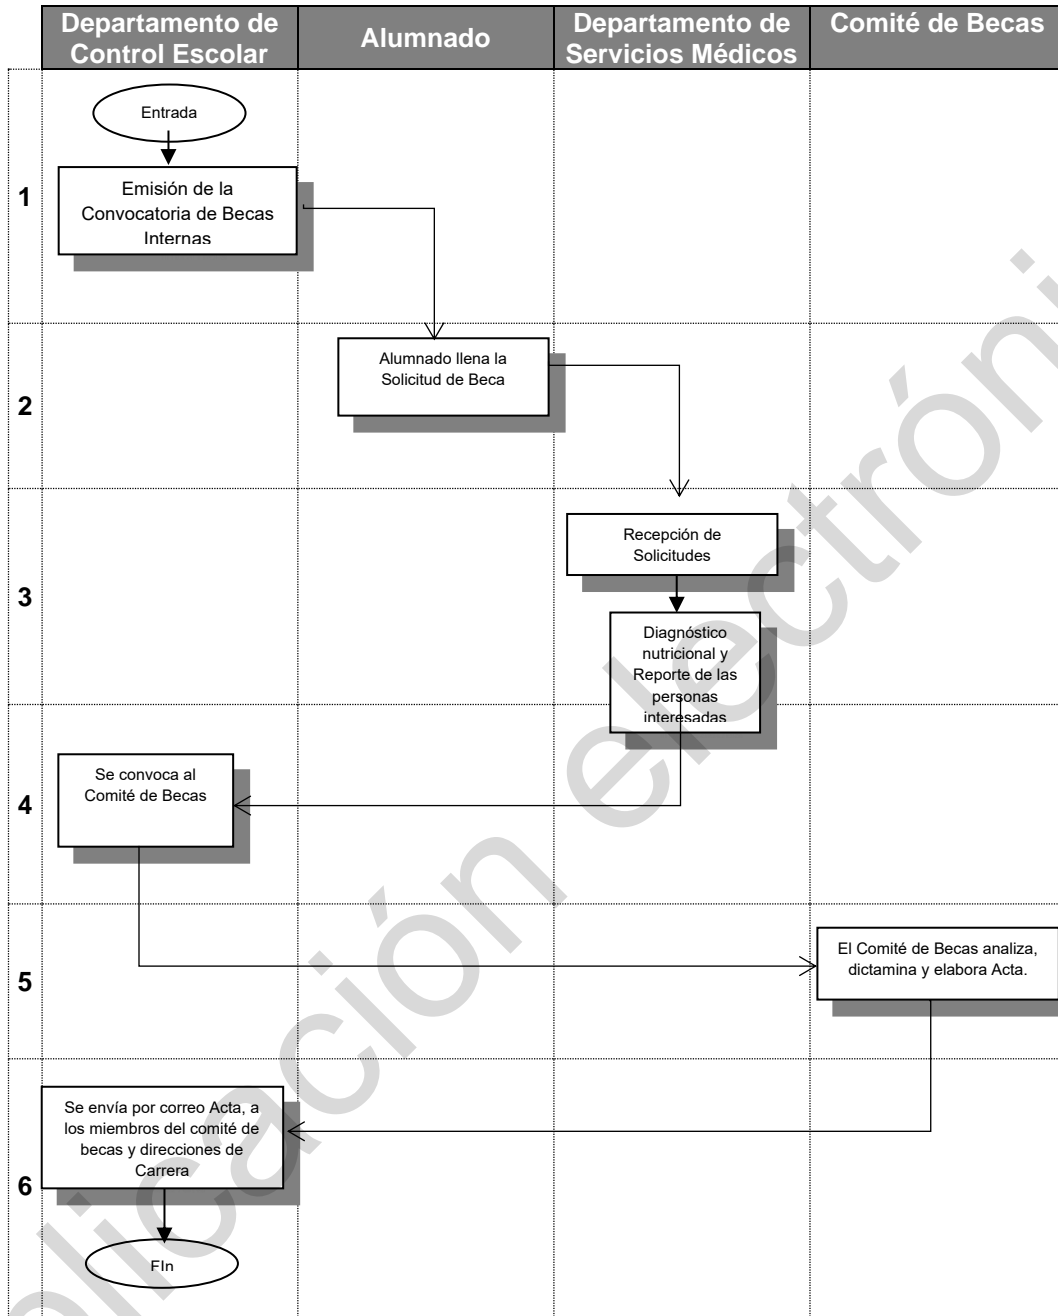 Departamento de
Control Escolar
Alumnado
Departamento de
Servicios Médicos
Comité de Becas
Entrada
1
Emisión de la
Convocatoria de Becas
Internas
2
Alumnado llena la
Solicitud de Beca
3
Recepción de
Solicitudes
Diagnóstico
nutricional y
Reporte de las
personas
interesadas
4
Se convoca al
Comité de Becas
5
El Comité de Becas analiza,
dictamina y elabora Acta.
6
Se envía por correo Acta, a
los miembros del comité de
becas y direcciones de
Carrera
FIn
plicación electróni